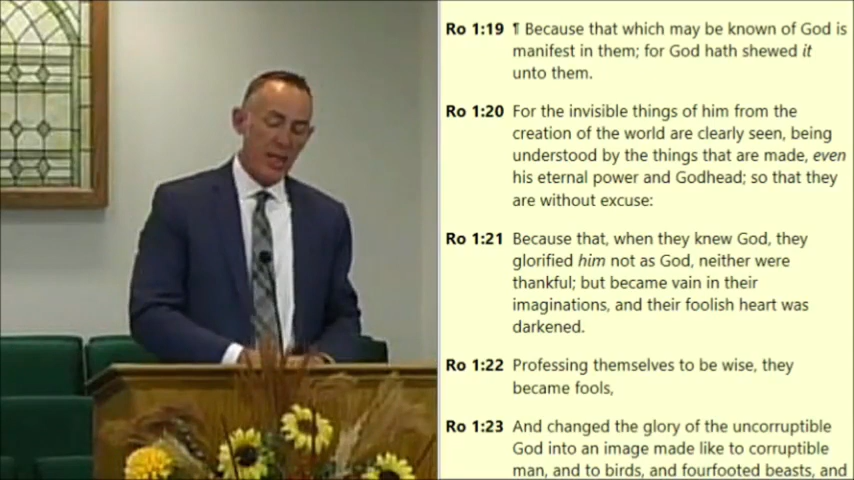 Ro 1:19 ¶ Because that which may be known of God is
manifest in them; for God hath shewed it
unto them.
Ro 1:20 For the invisible things of him from the
creation of the world are clearly seen, being
understood by the things that are made, even
his eternal power and Godhead; so that they
are without excuse:
Ro 1:21 Because that, when they knew God, they
glorified him not as God, neither were
thankful; but became vain in their
imaginations, and their foolish heart was
darkened.
Ro 1:22 Professing themselves to be wise, they
became fools,
Ro 1:23 And changed the glory of the uncorruptible
God into an image made like to corruptible
man, and to birds, and fourfooted beasts, and